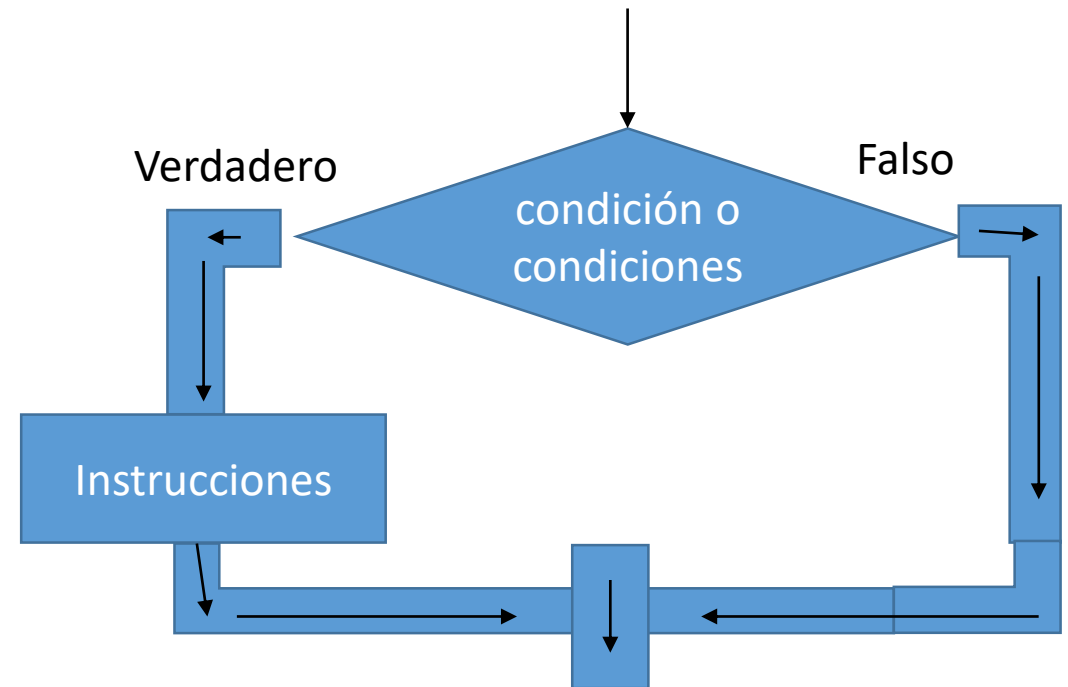 Verdadero
Falso
condición o
condiciones
Instrucciones